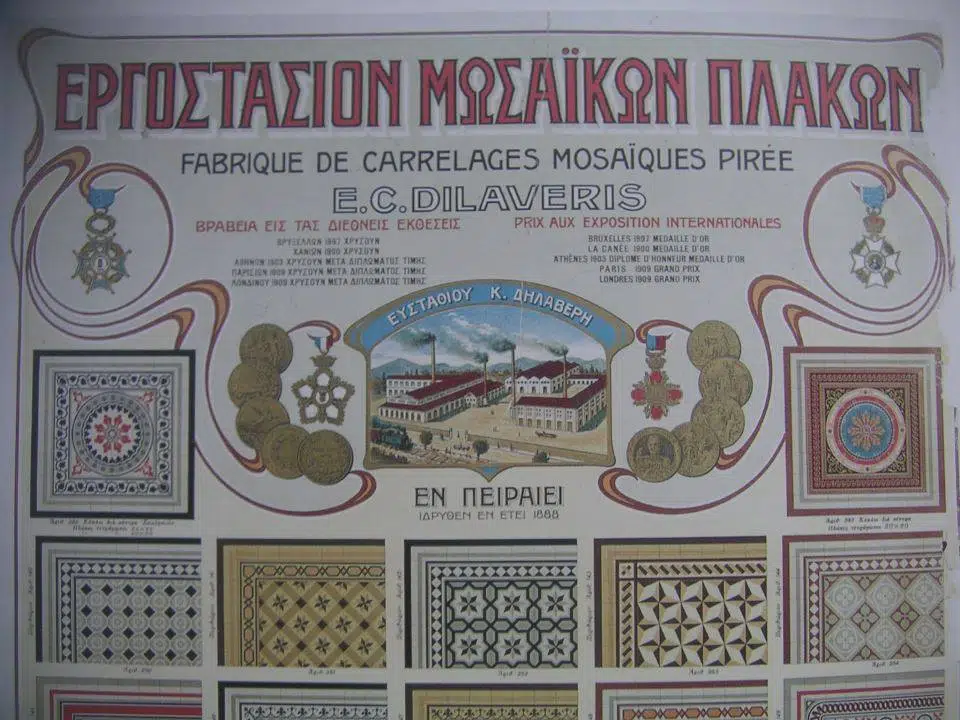 ΕΡΓΟΣΤΑΣΙΟΝ ΜΩΣΑΪΚΩΝ ΠΛΑΚΩΝ
FABRIQUE DE CARRELAGES MOSAÏQUES PIRÉE
E.C.DILAVERIS
ΒΡΑΒΕΙΑ ΕΙΣ ΤΑΣ ΔΙΕΘΝΕΙΣ ΕΚΘΕΣΕΙΣ
ΒΡΥΞΕΛΛΩΝ 1897 ΧΡΥΣΟΥΝ
ΧΑΝΙΩΝ 1900 ΧΡΥΣΟΥΝ
ΑΘΗΝΩΝ 1903 ΧΡΥΣΟΥΝ ΜΕΤΑ ΔΙΠΛΩΜΑΤΟΣ ΤΙΜΗΣ
ΠΑΡΙΣΙΩΝ 1909 ΧΡΥΣΟΥΝ ΜΕΤΑ ΔΙΠΛΩΜΑΤΟΣ ΤΙΜΗΣ
ΛΟΝΔΙΝΟΥ 1909 ΧΡΥΣΟΥΝ ΜΕΤΑ ΔΙΠΛΩΜΑΤΟΣ ΤΙΜΗΣ
PRIX AUX EXPOSITION INTERNATIONALES
BRUXELLES 1897 MEDAILLE D'OR
LA CANÉE 1900 MEDAILLE D'OR
ATHÈNES 1903 DIPLOME D'HONNEUR MEDAILLE D'OR
PARIS 1909 GRAND PRIX
LONDRES 1909 GRAND PRIX
ΕΥΣΤΑΘΙΟΥ Κ. ΔΗΛΑΒΕΡΗ
ΕΝ ΠΕΙΡΑΙΕΙ
ΙΔΡΥΘΕΝ ΕΝ ΕΤΕΙ 1888